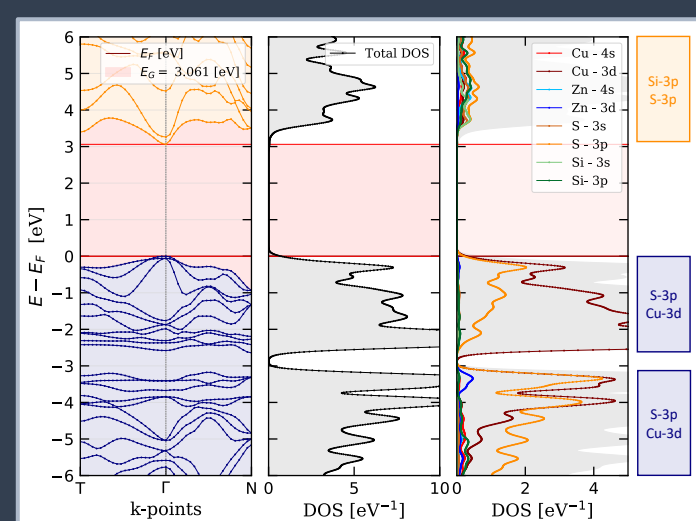 E − E_F [eV]
6
5
4
3
2
1
0
−1
−2
−3
−4
−5
−6
E_F [eV]
E_G = 3.061 [eV]
T Γ N
k-points
Total DOS
0 5 10
DOS [eV⁻¹]
Cu - 4s
Cu - 3d
Zn - 4s
Zn - 3d
S - 3s
S - 3p
Si - 3s
Si- 3p
0 2 4
DOS [eV⁻¹]
Si-3p
S-3p
S-3p
Cu-3d
S-3p
Cu-3d